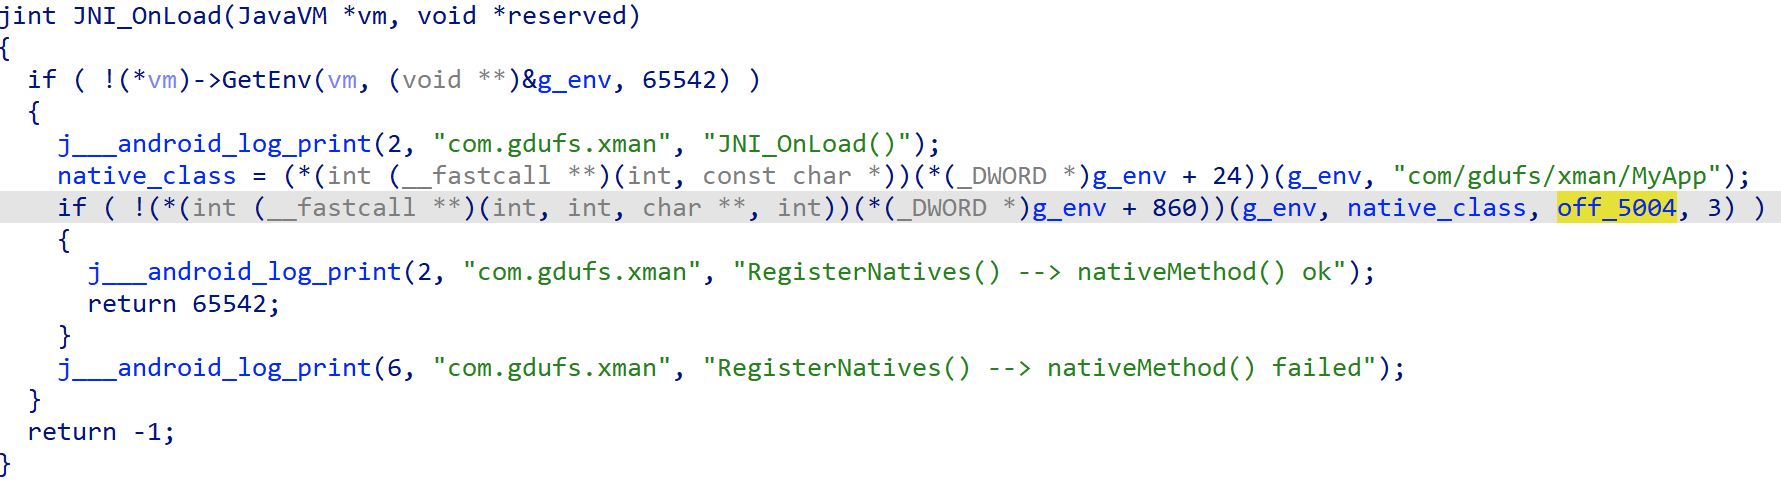 jint JNI_OnLoad(JavaVM *vm, void *reserved)
{
  if ( !(*vm)->GetEnv(vm, (void **)&g_env, 65542) )
  {
    j___android_log_print(2, "com.gdufs.xman", "JNI_OnLoad()");
    native_class = (*(int (__fastcall **)(int, const char *))(*(_DWORD *)g_env + 24))(g_env, "com/gdufs/xman/MyApp");
    if ( !(*(int (__fastcall **)(int, int, char **, int))(*(_DWORD *)g_env + 860))(g_env, native_class, off_5004, 3) )
    {
      j___android_log_print(2, "com.gdufs.xman", "RegisterNatives() --> nativeMethod() ok");
      return 65542;
    }
    j___android_log_print(6, "com.gdufs.xman", "RegisterNatives() --> nativeMethod() failed");
  }
  return -1;
}